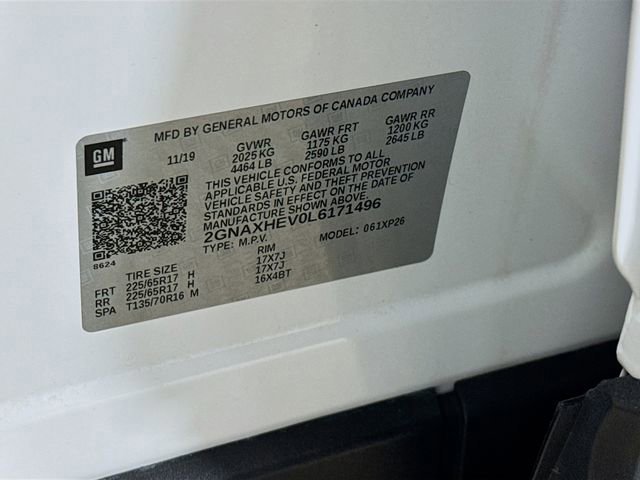 MFD BY GENERAL MOTORS OF CANADA COMPANY
GM
11/19 GVWR GAWR FRT GAWR RR
2025 KG 1175 KG 1200 KG
4464 LB 2590 LB 2645 LB
THIS VEHICLE CONFORMS TO ALL
APPLICABLE U.S. FEDERAL MOTOR
VEHICLE SAFETY AND THEFT PREVENTION
STANDARDS IN EFFECT ON THE DATE OF
MANUFACTURE SHOWN ABOVE.
2GNAXHEV0L6171496
TYPE: M.P.V. MODEL: 061XP26
8624
TIRE SIZE RIM
FRT 225/65R17 H 17X7J
RR 225/65R17 H 17X7J
SPA T135/70R16 M 16X4BT